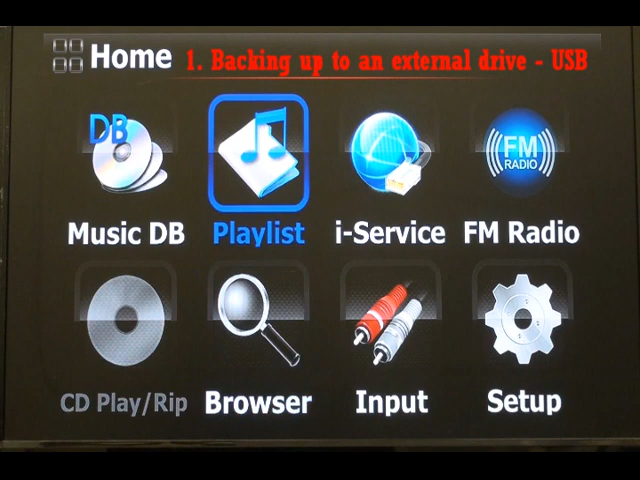 Home
1. Backing up to an external drive - USB
DB
FM
RADIO
Music DB
Playlist
i-Service
FM Radio
CD Play/Rip
Browser
Input
Setup